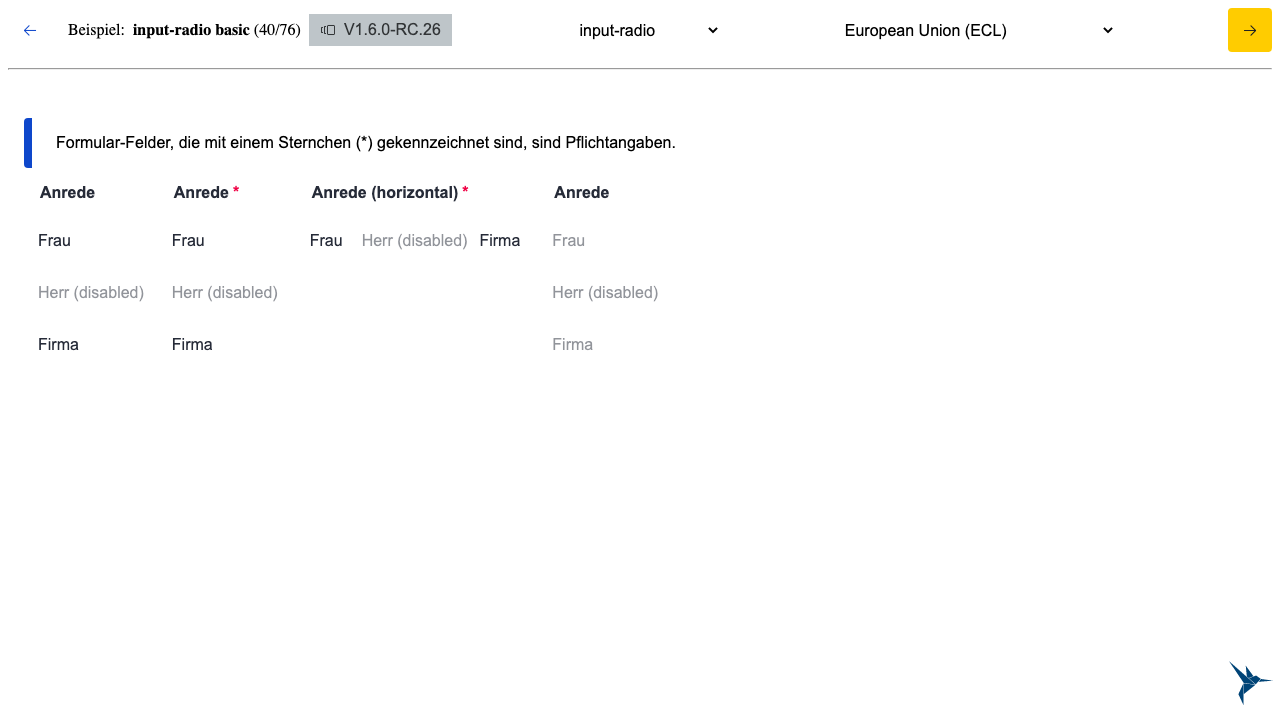 Beispiel: input-radio basic (40/76) V1.6.0-RC.26 input-radio European Union (ECL)
Formular-Felder, die mit einem Sternchen (*) gekennzeichnet sind, sind Pflichtangaben.
Anrede Anrede * Anrede (horizontal) * Anrede
Frau Frau Frau Herr (disabled) Firma Frau
Herr (disabled) Herr (disabled) Herr (disabled)
Firma Firma Firma